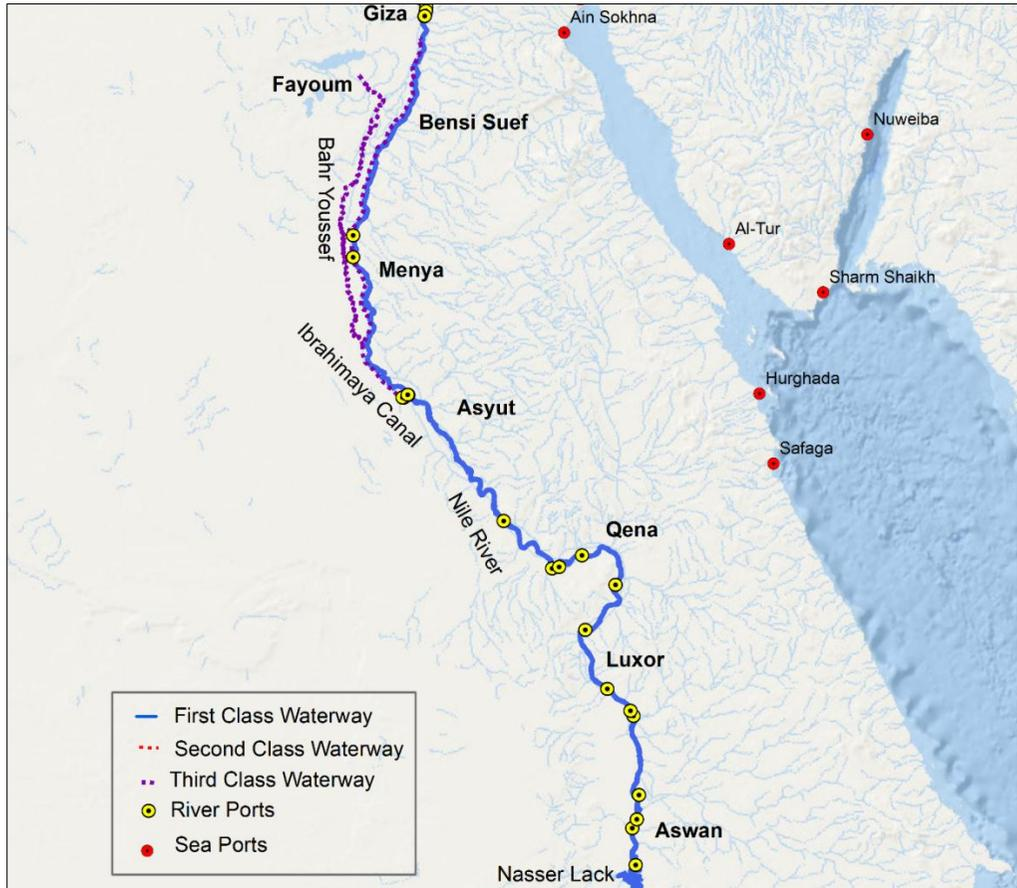 Giza
Ain Sokhna
Fayoum
Bensi Suef
Nuweiba
Bahr Youssef
Al-Tur
Menya
Sharm Shaikh
Ibrahimaya Canal
Hurghada
Asyut
Safaga
Nile River
Qena
Luxor
First Class Waterway
Second Class Waterway
Third Class Waterway
River Ports
Sea Ports
Aswan
Nasser Lack